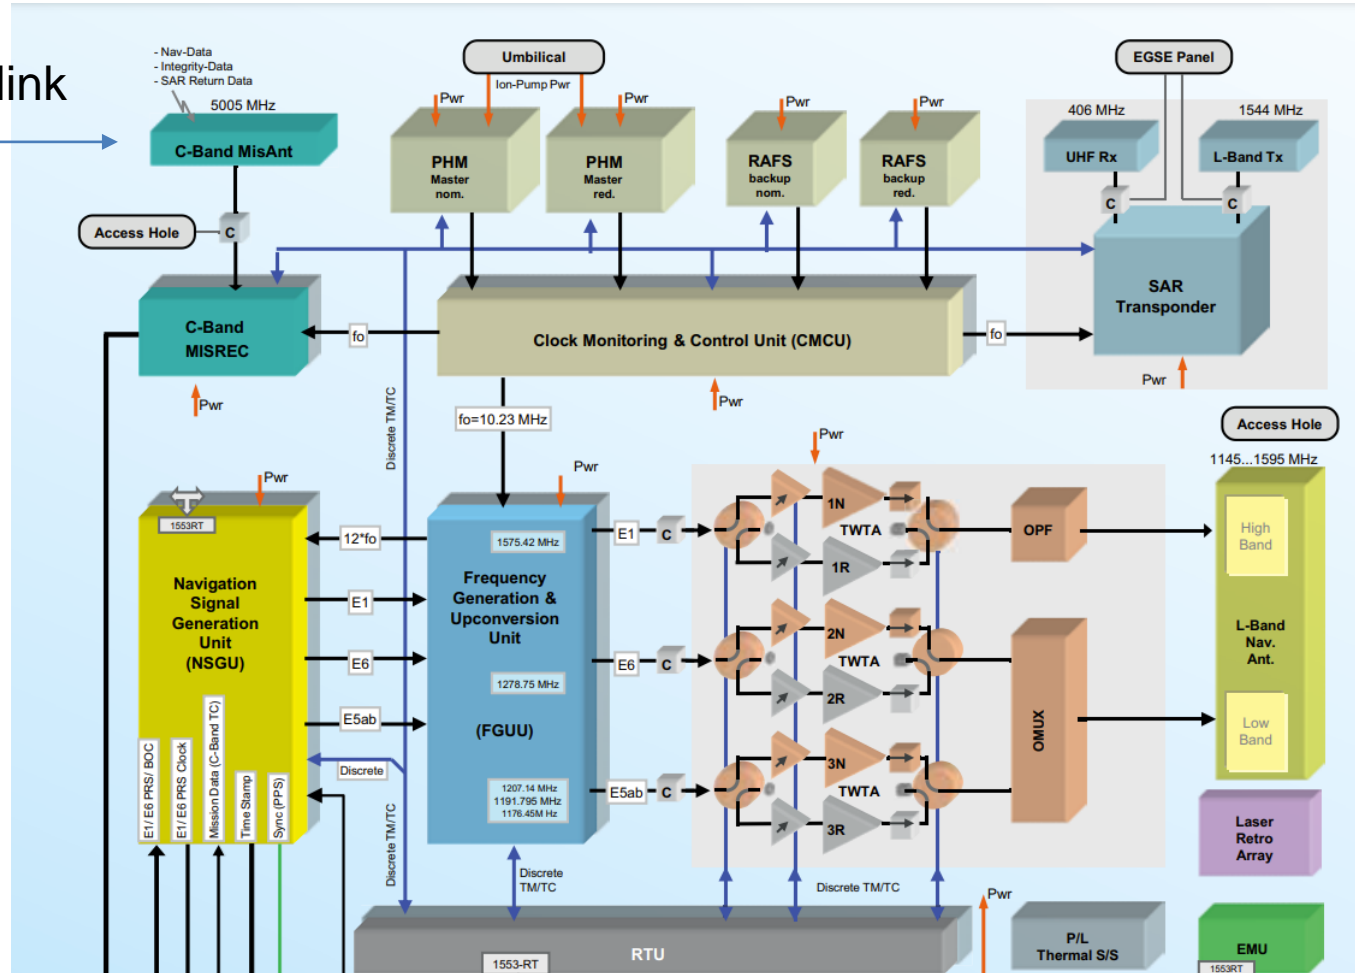 link
- Nav-Data
- Integrity-Data
- SAR Return Data
5005 MHz
C-Band MisAnt
Access Hole
C
C-Band
MISREC
Pwr
Umbilical
Ion-Pump Pwr
Pwr
Pwr
Pwr
Pwr
PHM
Master
nom.
PHM
Master
red.
RAFS
backup
nom.
RAFS
backup
red.
EGSE Panel
406 MHz
1544 MHz
UHF Rx
L-Band Tx
C
C
SAR
Transponder
Pwr
fo
Clock Monitoring & Control Unit (CMCU)
fo
Pwr
fo=10.23 MHz
Discrete TM/TC
Pwr
1553RT
Navigation
Signal
Generation
Unit
(NSGU)
E1/ E6 PRS/ BOC
E1/ E6 PRS Clock
Mission Data (C-Band TC)
Time Stamp
Sync (PPS)
12*fo
E1
E6
E5ab
Discrete
Discrete TM/TC
Pwr
1575.42 MHz
Frequency
Generation &
Upconversion
Unit
1278.75 MHz
(FGUU)
1207.14 MHz
1191.795 MHz
1176.45M Hz
Discrete
TM/TC
E1
C
E6
C
E5ab
C
Pwr
1N
TWTA
1R
2N
TWTA
2R
3N
TWTA
3R
Discrete TM/TC
OPF
OMUX
Access Hole
1145...1595 MHz
High
Band
L-Band
Nav.
Ant.
Low
Band
Laser
Retro
Array
RTU
1553-RT
Pwr
P/L
Thermal S/S
EMU
1553RT